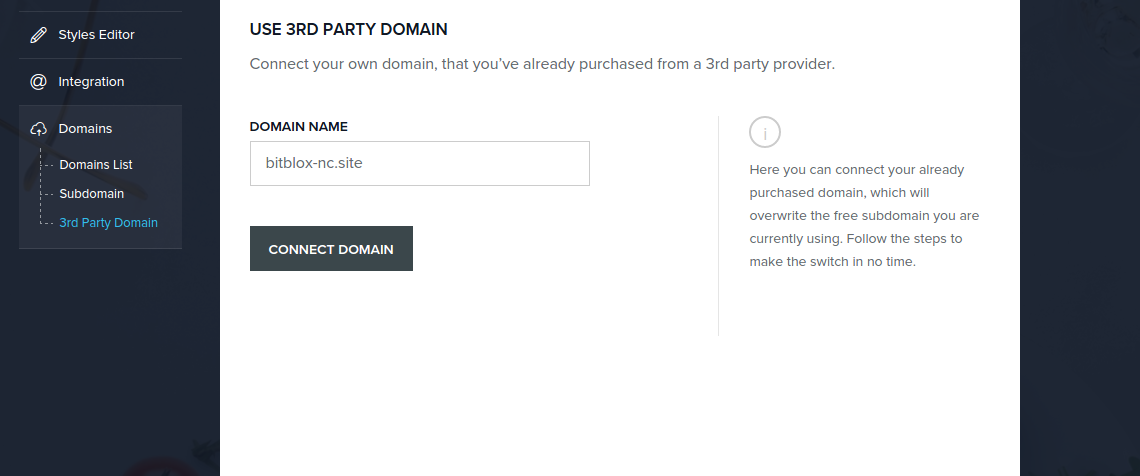 Styles Editor
Integration
Domains
Domains List
Subdomain
3rd Party Domain
USE 3RD PARTY DOMAIN
Connect your own domain, that you’ve already purchased from a 3rd party provider.
DOMAIN NAME
bitblox-nc.site
CONNECT DOMAIN
Here you can connect your already
purchased domain, which will
overwrite the free subdomain you are
currently using. Follow the steps to
make the switch in no time.